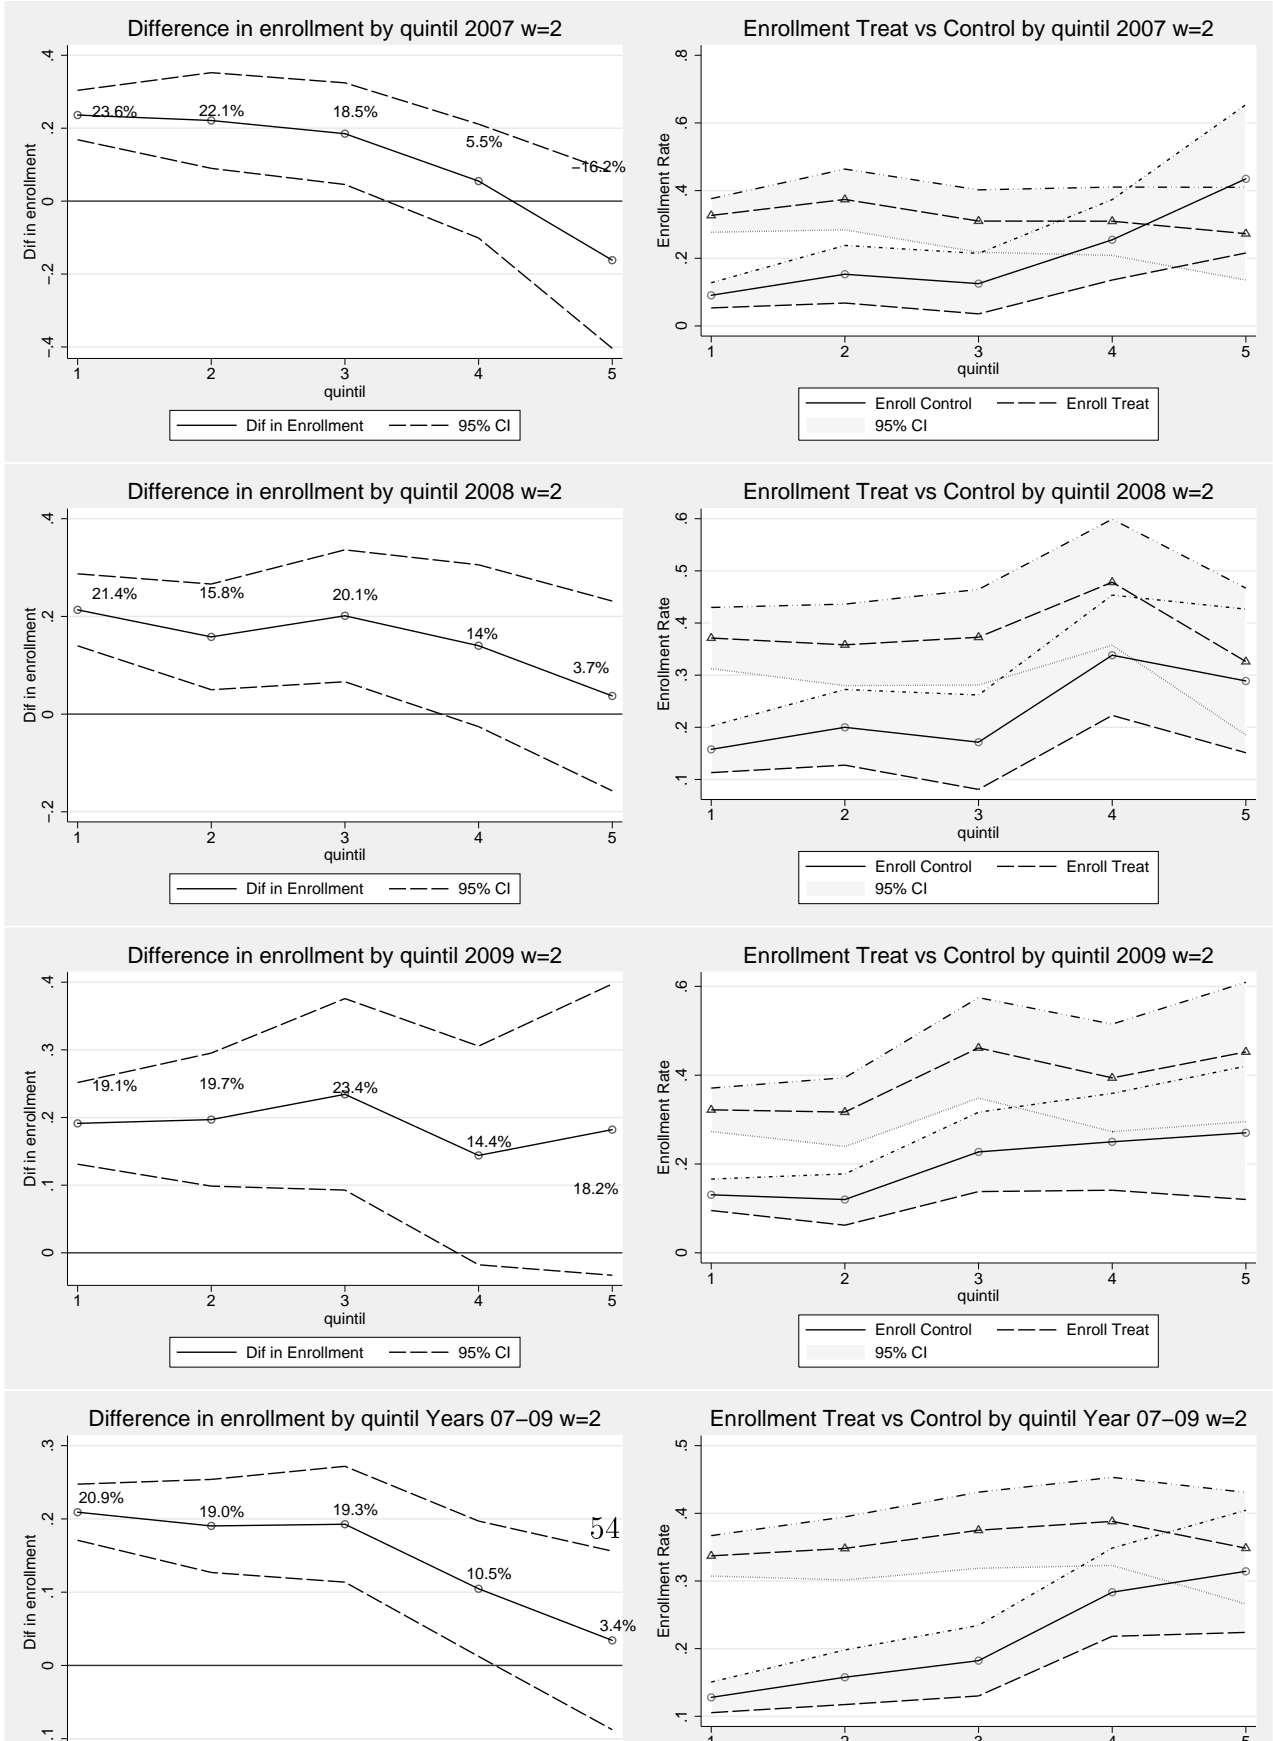 Difference in enrollment by quintil 2007 w=2
Dif in enrollment
.4
.2
0
−.2
−.4
23.6%
22.1%
18.5%
5.5%
−16.2%
1 2 3 4 5
quintil
Dif in Enrollment 95% CI
Enrollment Treat vs Control by quintil 2007 w=2
Enrollment Rate
.8
.6
.4
.2
0
1 2 3 4 5
quintil
Enroll Control Enroll Treat
95% CI
Difference in enrollment by quintil 2008 w=2
Dif in enrollment
.4
.2
0
−.2
21.4%
15.8%
20.1%
14%
3.7%
1 2 3 4 5
quintil
Dif in Enrollment 95% CI
Enrollment Treat vs Control by quintil 2008 w=2
Enrollment Rate
.6
.5
.4
.3
.2
.1
1 2 3 4 5
quintil
Enroll Control Enroll Treat
95% CI
Difference in enrollment by quintil 2009 w=2
Dif in enrollment
.4
.3
.2
.1
0
19.1%
19.7%
23.4%
14.4%
18.2%
1 2 3 4 5
quintil
Dif in Enrollment 95% CI
Enrollment Treat vs Control by quintil 2009 w=2
Enrollment Rate
.6
.4
.2
0
1 2 3 4 5
quintil
Enroll Control Enroll Treat
95% CI
Difference in enrollment by quintil Years 07−09 w=2
Dif in enrollment
.3
.2
.1
0
.1
20.9%
19.0%
19.3%
10.5%
3.4%
54
Enrollment Treat vs Control by quintil Year 07−09 w=2
Enrollment Rate
.5
.4
.3
.2
.1
1 2 3 4 5